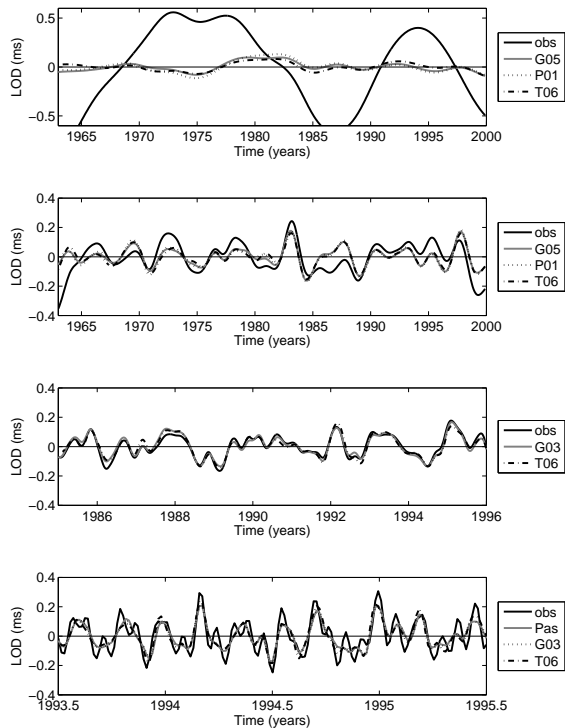 LOD (ms)
0.5
0
−0.5
1965 1970 1975 1980 1985 1990 1995 2000
Time (years)
obs
G05
P01
T06
LOD (ms)
0.4
0.2
0
−0.2
−0.4
1965 1970 1975 1980 1985 1990 1995 2000
Time (years)
obs
G05
P01
T06
LOD (ms)
0.4
0.2
0
−0.2
−0.4
1986 1988 1990 1992 1994 1996
Time (years)
obs
G03
T06
LOD (ms)
0.4
0.2
0
−0.2
−0.4
1993.5 1994 1994.5 1995 1995.5
Time (years)
obs
Pas
G03
T06